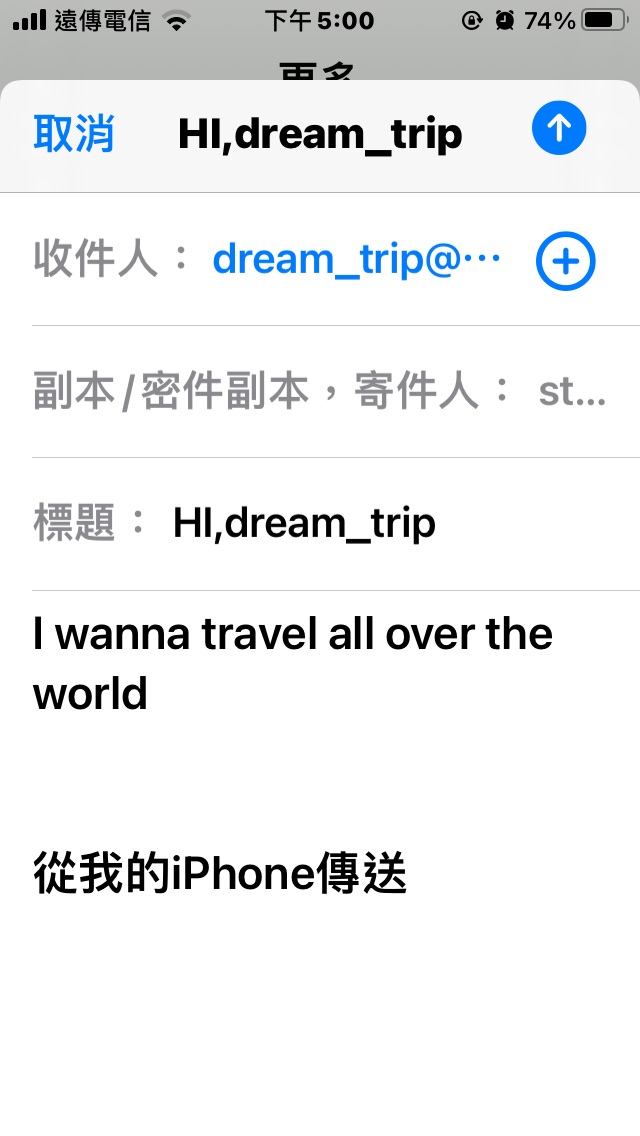 遠傳電信 下午5:00 74%
更多
取消 HI,dream_trip
收件人： dream_trip@…
副本/密件副本，寄件人： st...
標題： HI,dream_trip
I wanna travel all over the
world
從我的iPhone傳送